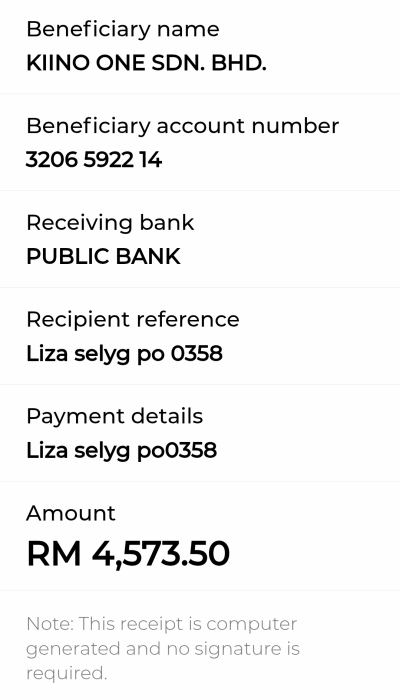 Beneficiary name
KIINO ONE SDN. BHD.
Beneficiary account number
3206 5922 14
Receiving bank
PUBLIC BANK
Recipient reference
Liza selyg po 0358
Payment details
Liza selyg po0358
Amount
RM 4,573.50
Note: This receipt is computer
generated and no signature is
required.